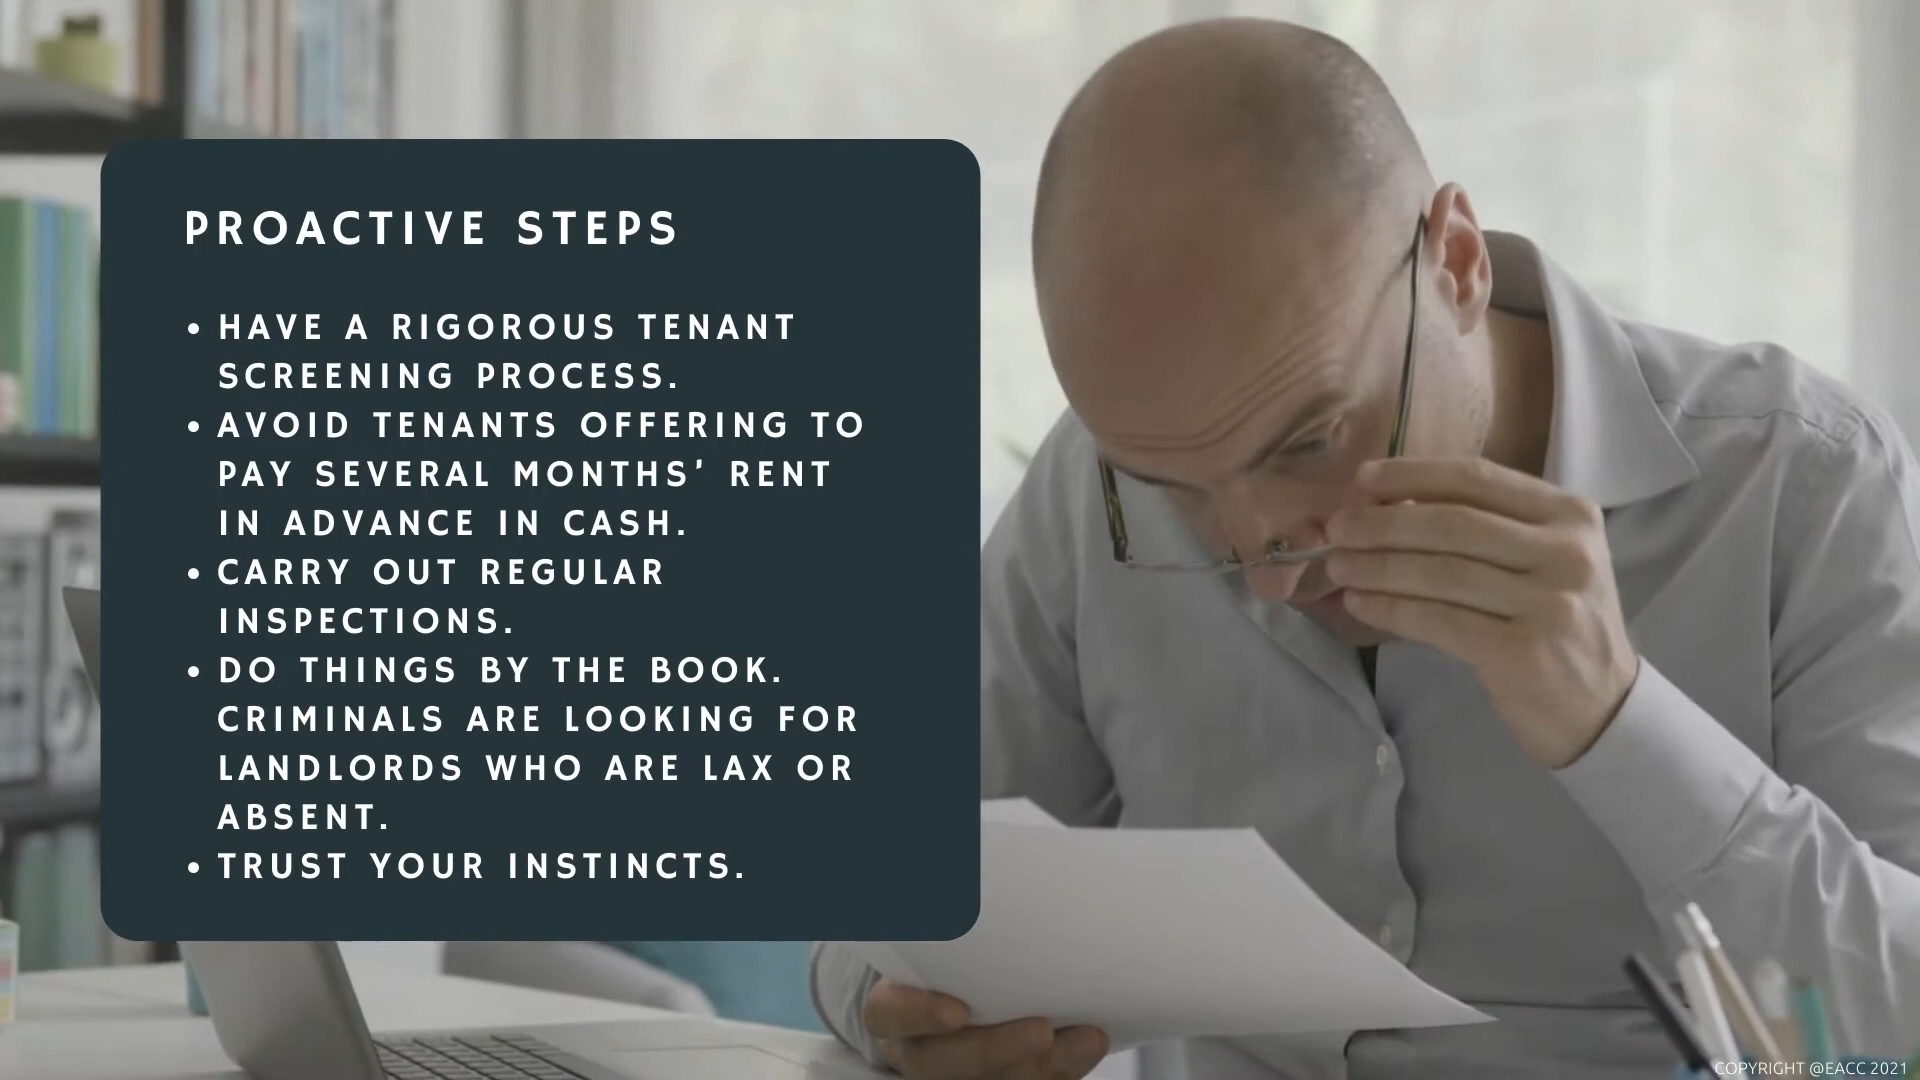 PROACTIVE STEPS
• HAVE A RIGOROUS TENANT
SCREENING PROCESS.
• AVOID TENANTS OFFERING TO
PAY SEVERAL MONTHS' RENT
IN ADVANCE IN CASH.
• CARRY OUT REGULAR
INSPECTIONS.
• DO THINGS BY THE BOOK.
CRIMINALS ARE LOOKING FOR
LANDLORDS WHO ARE LAX OR
ABSENT.
• TRUST YOUR INSTINCTS.
COPYRIGHT @EACC 2021